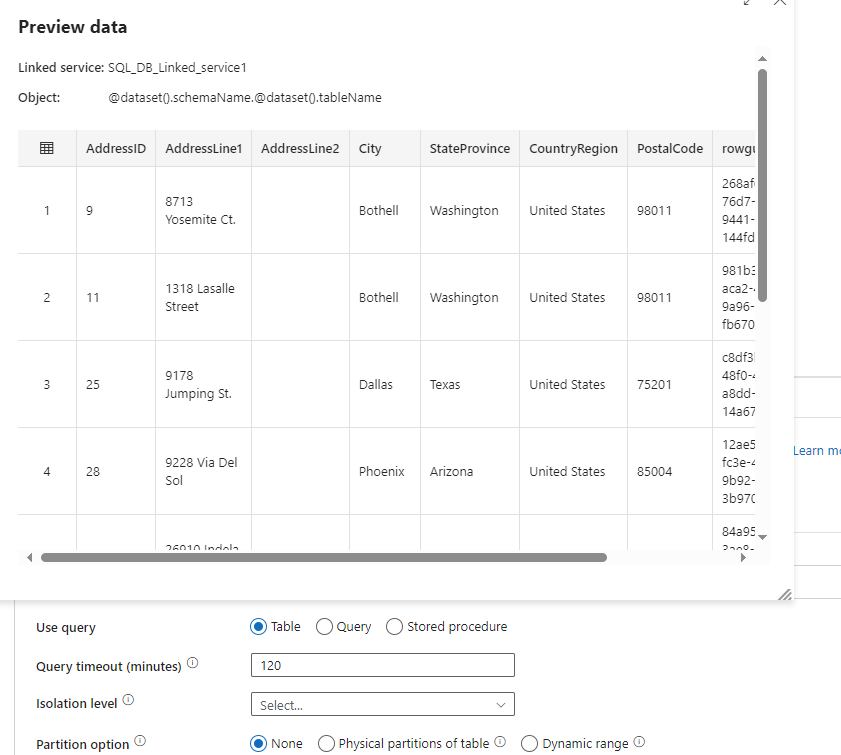 Preview data
Linked service: SQL_DB_Linked_service1
Object: @dataset().schemaName.@dataset().tableName
AddressID AddressLine1 AddressLine2 City StateProvince CountryRegion PostalCode rowgu
1 9 8713 Yosemite Ct. Bothell Washington United States 98011 268af 76d7- 9441- 144fd
2 11 1318 Lasalle Street Bothell Washington United States 98011 981b3 aca2- 9a96- fb670
3 25 9178 Jumping St. Dallas Texas United States 75201 c8df3 48f0- a8dd- 14a67
4 28 9228 Via Del Sol Phoenix Arizona United States 85004 12ae5 fc3e- 9b92- 3b970
26910 Indela 84a95
Learn mo
Use query Table Query Stored procedure
Query timeout (minutes) 120
Isolation level Select...
Partition option None Physical partitions of table Dynamic range